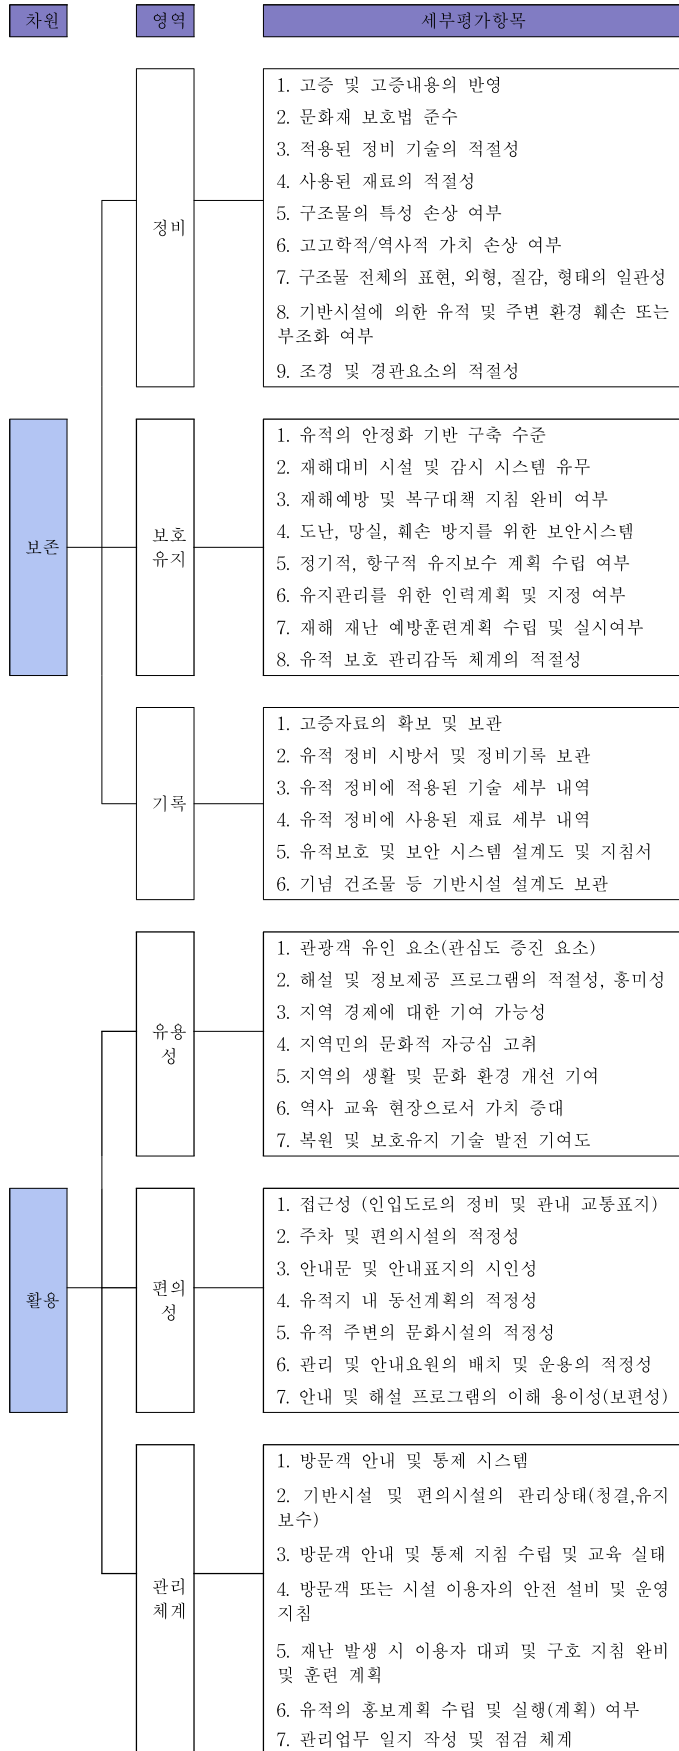 차원 영역 세부평가항목
1. 고증 및 고증내용의 반영
2. 문화재 보호법 준수
3. 적용된 정비 기술의 적절성
4. 사용된 재료의 적절성
5. 구조물의 특성 손상 여부
6. 고고학적/역사적 가치 손상 여부
7. 구조물 전체의 표현, 외형, 질감, 형태의 일관성
8. 기반시설에 의한 유적 및 주변 환경 훼손 또는
부조화 여부
9. 조경 및 경관요소의 적절성
정비
보존
보호
유지
1. 유적의 안정화 기반 구축 수준
2. 재해대비 시설 및 감시 시스템 유무
3. 재해예방 및 복구대책 지침 완비 여부
4. 도난, 망실, 훼손 방지를 위한 보안시스템
5. 정기적, 항구적 유지보수 계획 수립 여부
6. 유지관리를 위한 인력계획 및 지정 여부
7. 재해 재난 예방훈련계획 수립 및 실시여부
8. 유적 보호 관리감독 체계의 적절성
기록
1. 고증자료의 확보 및 보관
2. 유적 정비 시방서 및 정비기록 보관
3. 유적 정비에 적용된 기술 세부 내역
4. 유적 정비에 사용된 재료 세부 내역
5. 유적보호 및 보안 시스템 설계도 및 지침서
6. 기념 건조물 등 기반시설 설계도 보관
유용
성
1. 관광객 유인 요소(관심도 증진 요소)
2. 해설 및 정보제공 프로그램의 적절성, 흥미성
3. 지역 경제에 대한 기여 가능성
4. 지역민의 문화적 자긍심 고취
5. 지역의 생활 및 문화 환경 개선 기여
6. 역사 교육 현장으로서 가치 증대
7. 복원 및 보호유지 기술 발전 기여도
활용
편의
성
1. 접근성 (인입도로의 정비 및 관내 교통표지)
2. 주차 및 편의시설의 적정성
3. 안내문 및 안내표지의 시인성
4. 유적지 내 동선계획의 적정성
5. 유적 주변의 문화시설의 적정성
6. 관리 및 안내요원의 배치 및 운용의 적정성
7. 안내 및 해설 프로그램의 이해 용이성(보편성)
관리
체계
1. 방문객 안내 및 통제 시스템
2. 기반시설 및 편의시설의 관리상태(청결,유지
보수)
3. 방문객 안내 및 통제 지침 수립 및 교육 실태
4. 방문객 또는 시설 이용자의 안전 설비 및 운영
지침
5. 재난 발생 시 이용자 대피 및 구호 지침 완비
및 훈련 계획
6. 유적의 홍보계획 수립 및 실행(계획) 여부
7. 관리업무 일지 작성 및 점검 체계